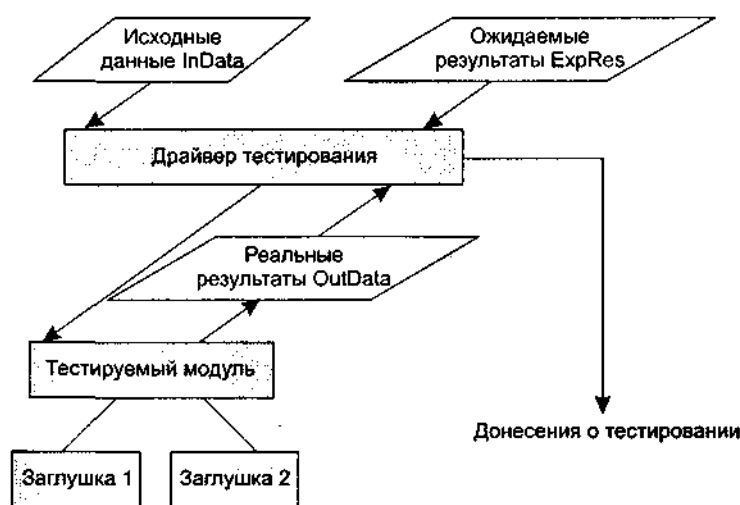 Исходные
данные InData
Ожидаемые
результаты ExpRes
Драйвер тестирования
Реальные
результаты OutData
Тестируемый модуль
Донесения о тестировании
Заглушка 1
Заглушка 2